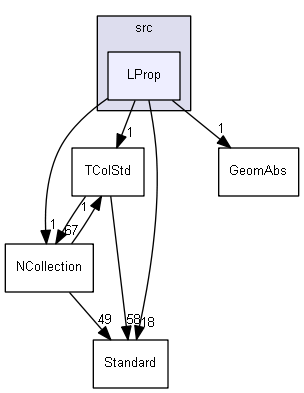 src
LProp
1
1
TColStd
GeomAbs
1
1
67
NCollection
49
58
18
Standard